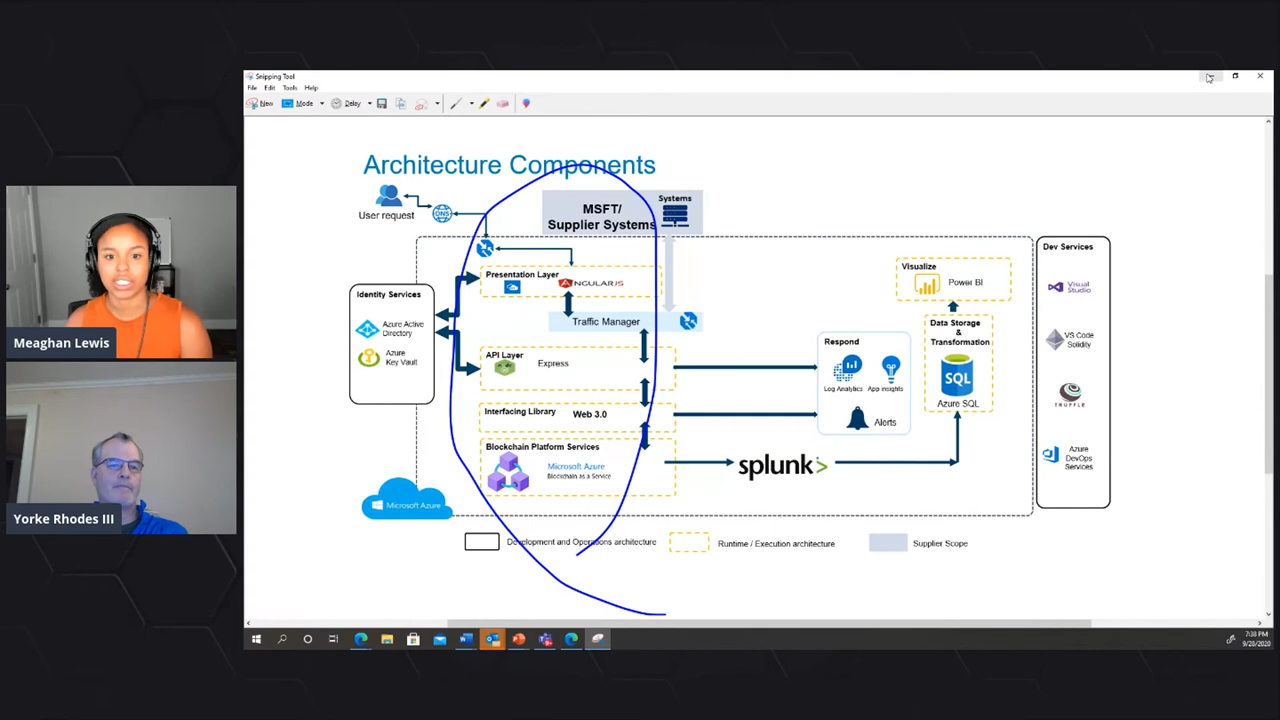 Snipping Tool
File Edit Tools Help
New Mode Delay
Architecture Components
User request
DNS
MSFT/
Supplier Systems
Systems
Identity Services
Azure Active
Directory
Azure
Key Vault
Presentation Layer
ANGULARJS
Traffic Manager
API Layer
Express
Interfacing Library Web 3.0
Blockchain Platform Services
Microsoft Azure
Blockchain as a Service
Respond
Log Analytics App insights
Alerts
splunk>
Visualize
Power BI
Data Storage
& Transformation
SQL
Azure SQL
Dev Services
Visual
Studio
VS Code
Solidity
TRUFFLE
Azure
DevOps
Services
Microsoft Azure
Development and Operations architecture
Runtime / Execution architecture
Supplier Scope
Meaghan Lewis
Yorke Rhodes III
7:38 PM
9/28/2020